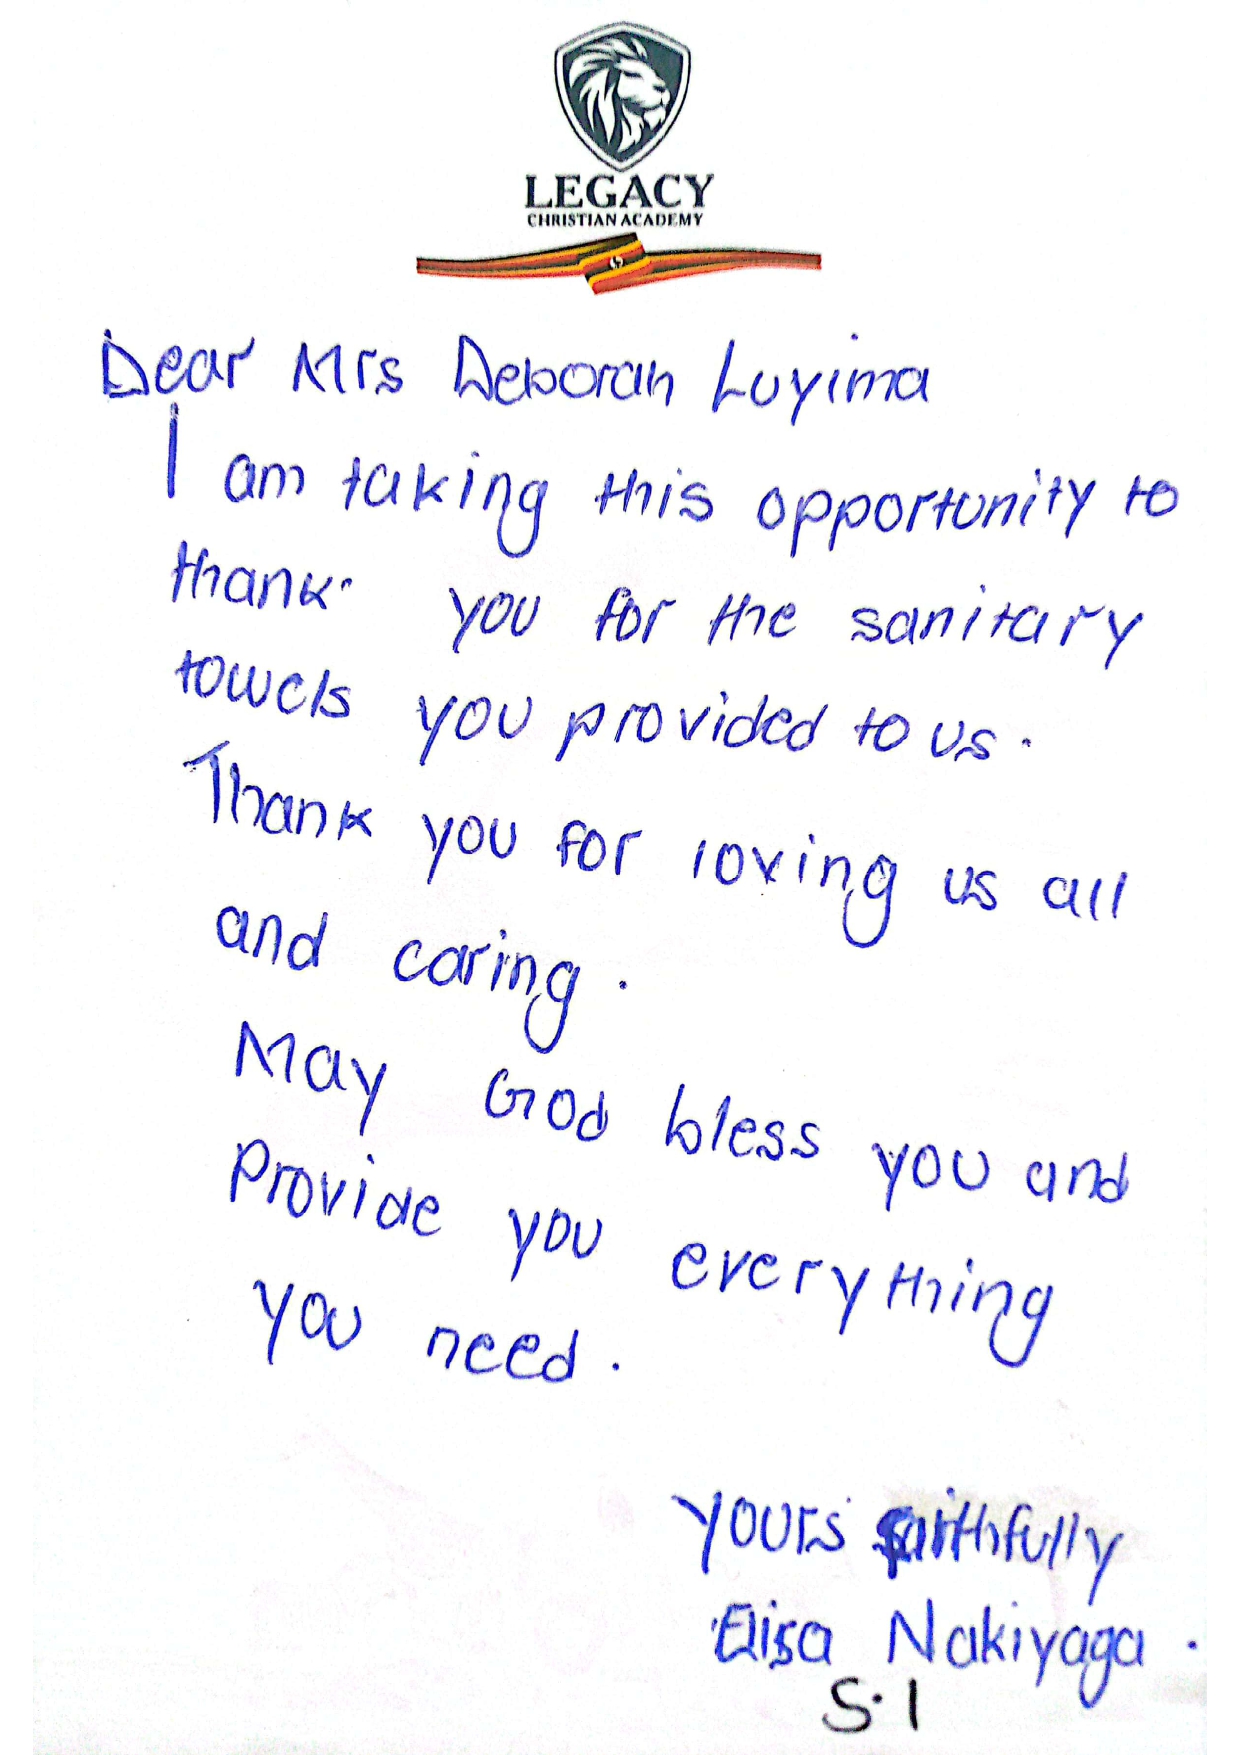 LEGACY
CHRISTIAN ACADEMY
Dear Mrs Deborah Luyima
I am taking this opportunity to
thank you for the sanitary
towels you provided to us.
Thank you for loving us all
and caring.
May God bless you and
Provide you everything
you need.
yours faithfully
Elisa Nakiyaga.
S.1